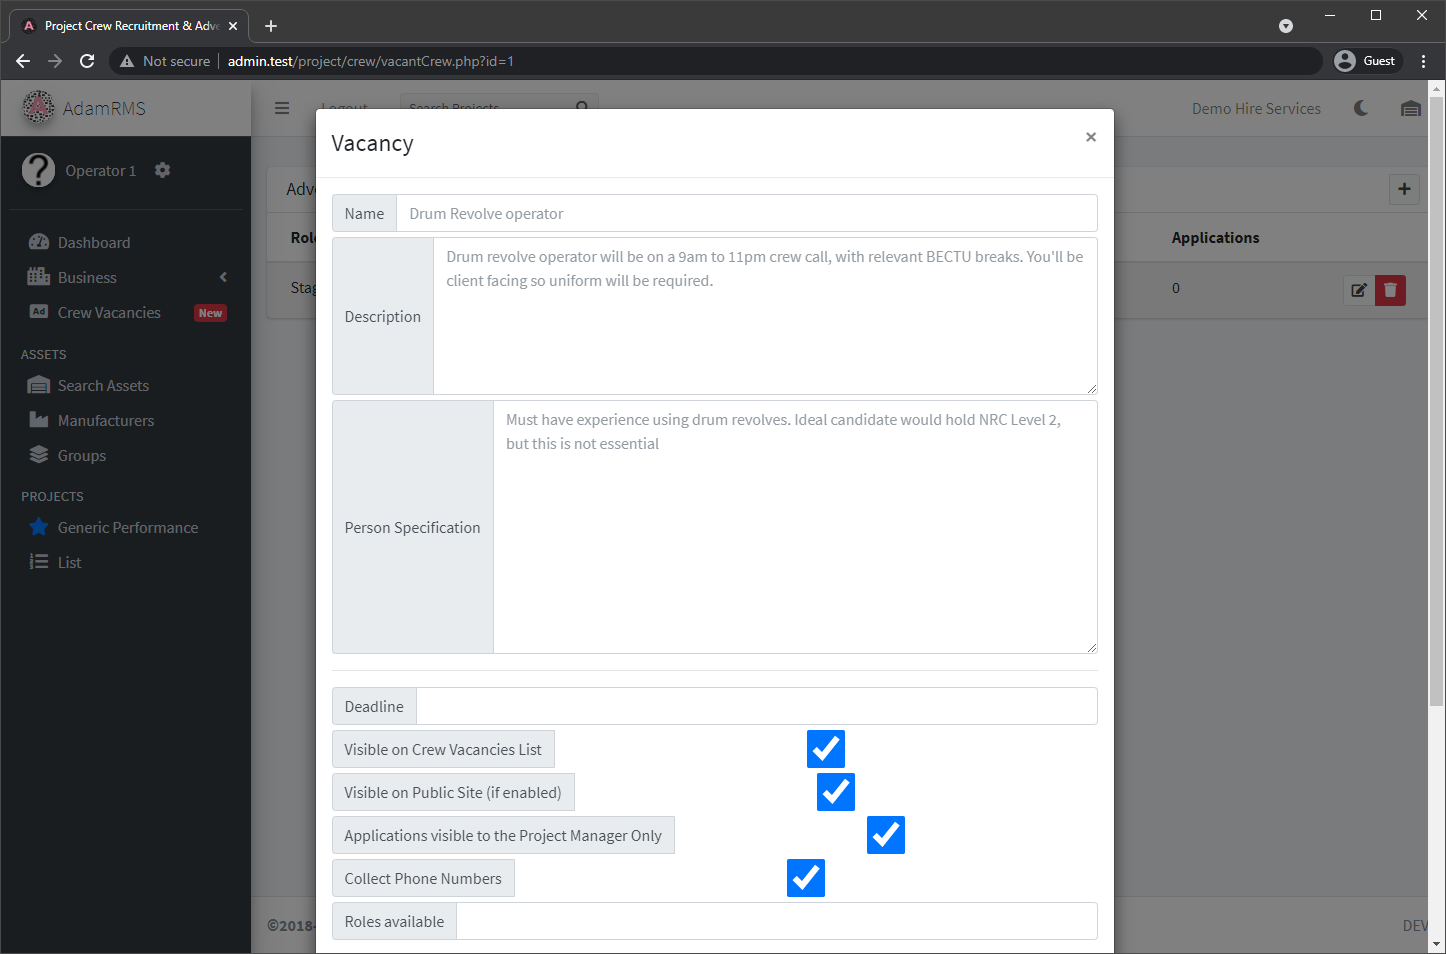 Project Crew Recruitment & Adve
Not secure
admin.test/project/crew/vacantCrew.php?id=1
Guest
AdamRMS
Logout
Search Projects
Demo Hire Services
Operator 1
Dashboard
Business
Ad Crew Vacancies New
ASSETS
Search Assets
Manufacturers
Groups
PROJECTS
Generic Performance
List
Adv
Role
Applications
Stag
0
Vacancy
×
Name
Drum Revolve operator
Description
Drum revolve operator will be on a 9am to 11pm crew call, with relevant BECTU breaks. You'll be
client facing so uniform will be required.
Person Specification
Must have experience using drum revolves. Ideal candidate would hold NRC Level 2,
but this is not essential
Deadline
Visible on Crew Vacancies List
Visible on Public Site (if enabled)
Applications visible to the Project Manager Only
Collect Phone Numbers
Roles available
©2018-
DEV